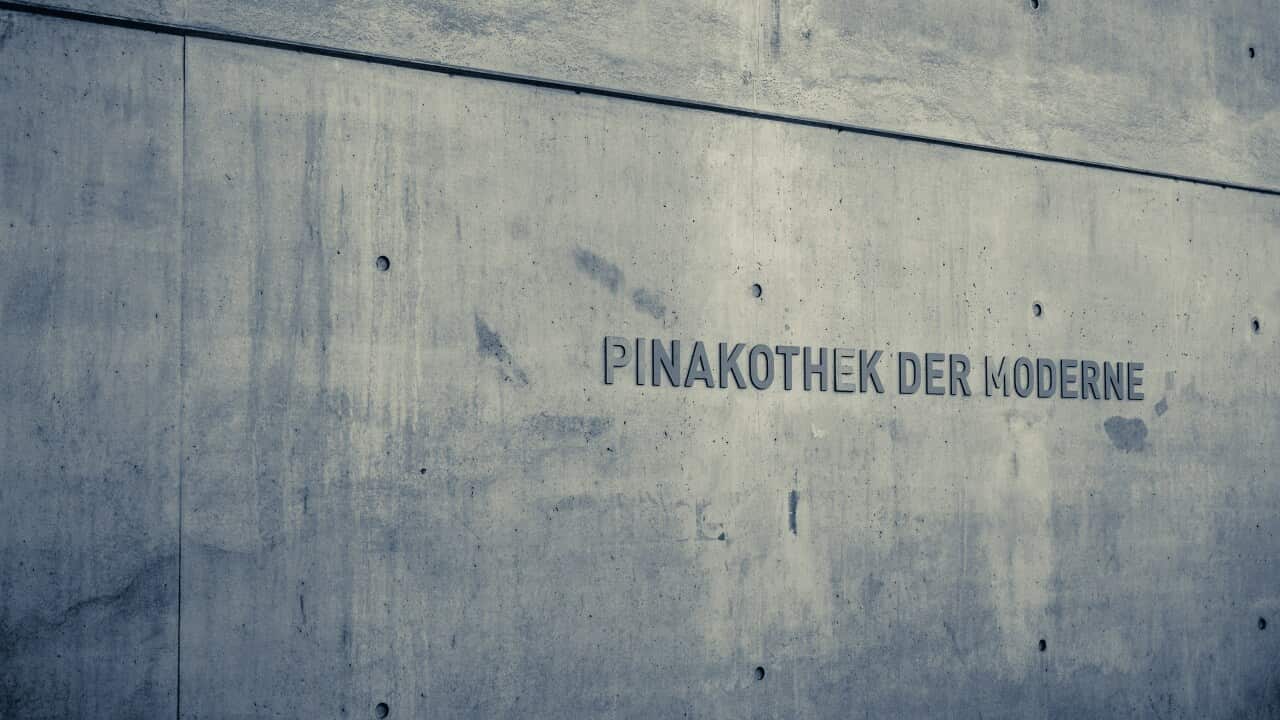 PINAKOTHEK DER MODERNE